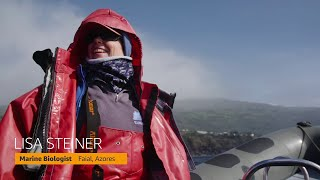 LISA STEINER
Marine Biologist Faial, Azores